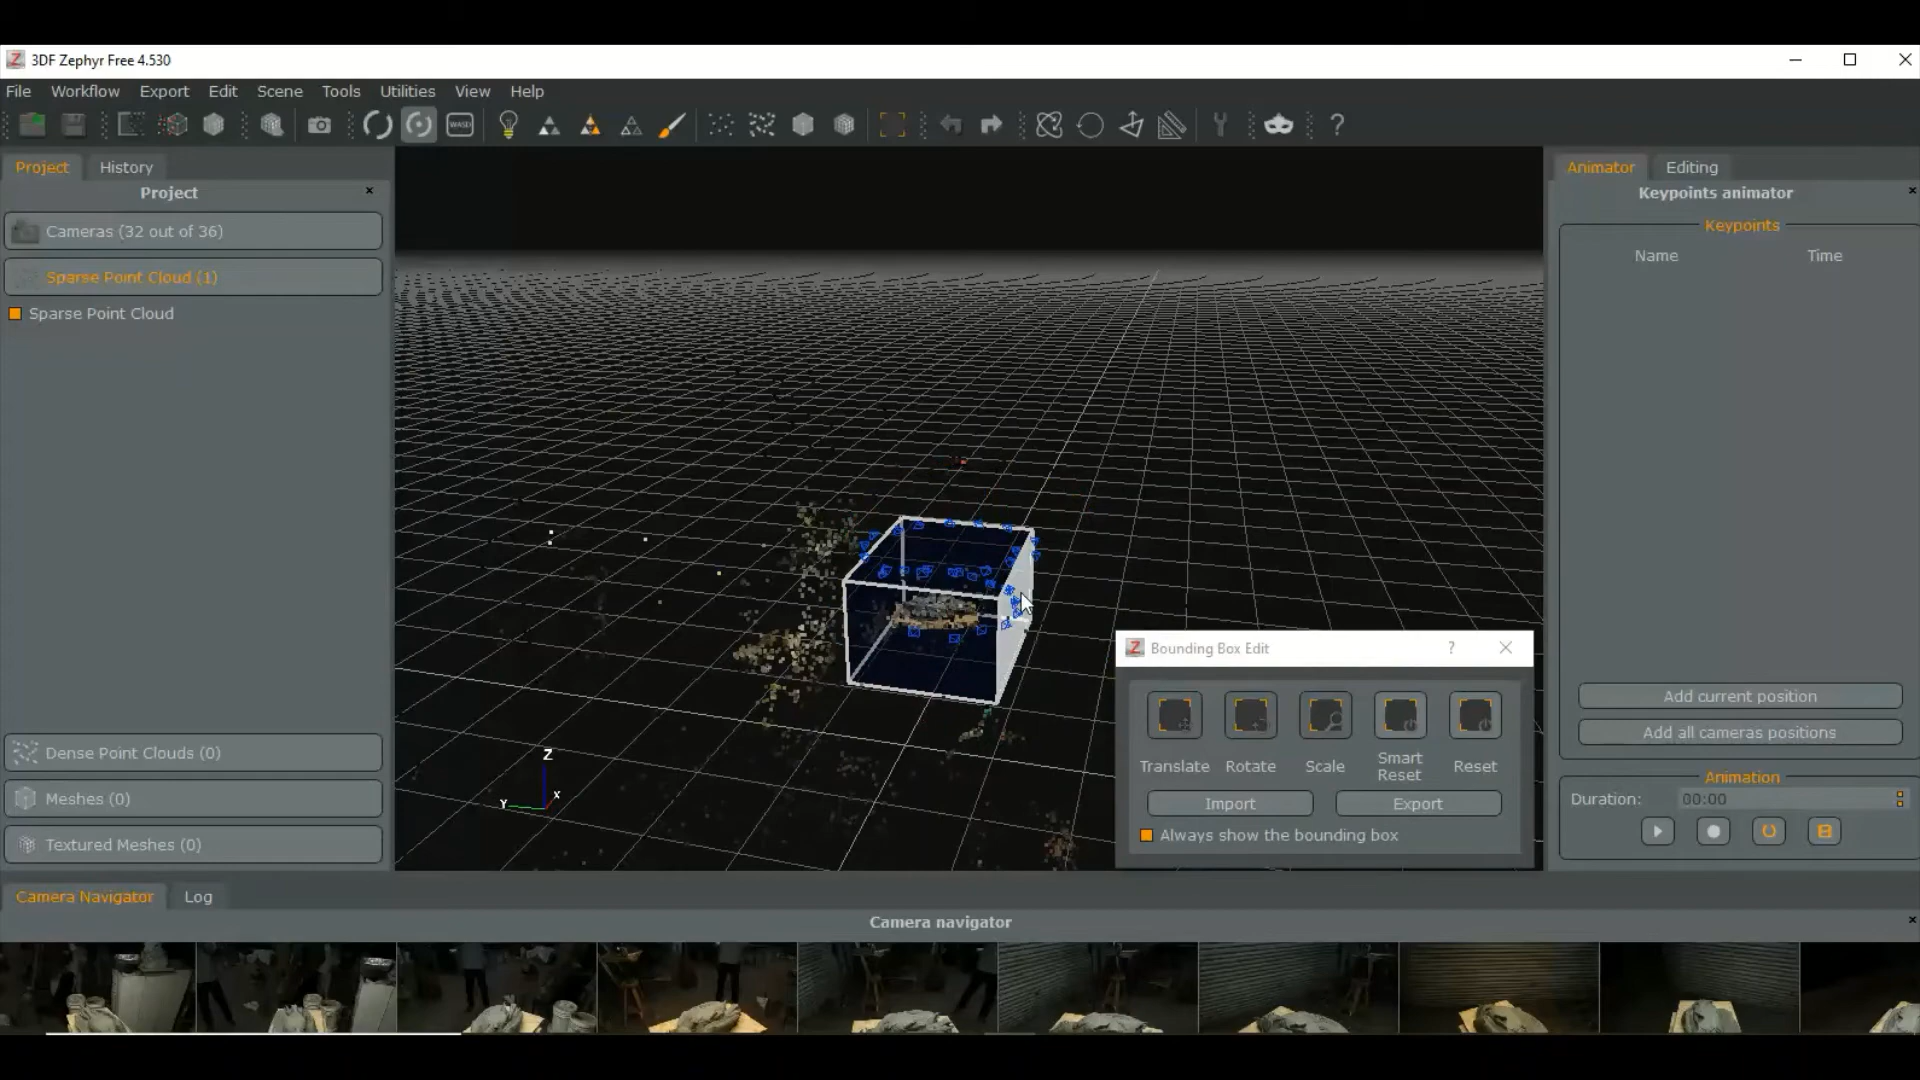 3DF Zephyr Free 4.530
File Workflow Export Edit Scene Tools Utilities View Help
WASD
?
Project History
Project
Cameras (32 out of 36)
Sparse Point Cloud (1)
Sparse Point Cloud
Dense Point Clouds (0)
Meshes (0)
Textured Meshes (0)
Z
Y
X
Bounding Box Edit
?
Translate Rotate Scale Smart Reset Reset
Import Export
Always show the bounding box
Animator Editing
Keypoints animator
Keypoints
Name Time
Add current position
Add all cameras positions
Animation
Duration: 00:00
Camera Navigator Log
Camera navigator